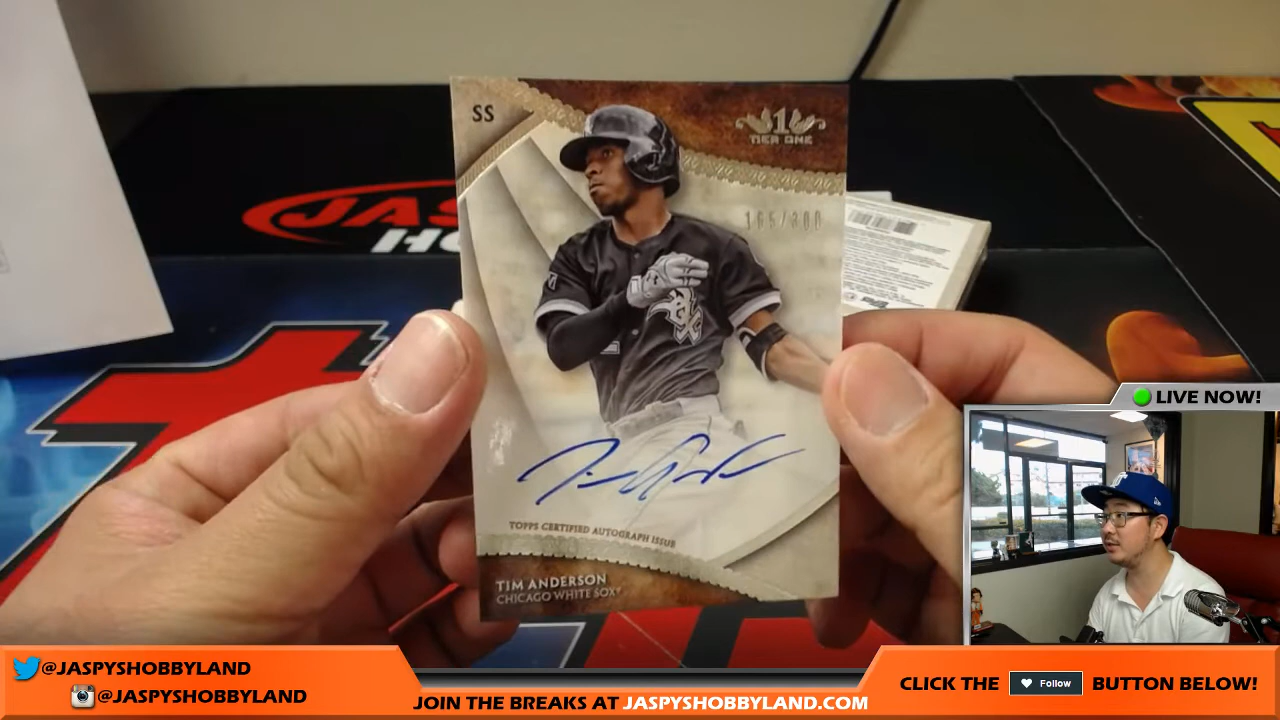 SS
1
TIER ONE
165/300
JAS
HO
TOPPS CERTIFIED AUTOGRAPH ISSUE
TIM ANDERSON
CHICAGO WHITE SOX
LIVE NOW!
@JASPYSHOBBYLAND
@JASPYSHOBBYLAND
JOIN THE BREAKS AT JASPYSHOBBYLAND.COM
CLICK THE Follow BUTTON BELOW!